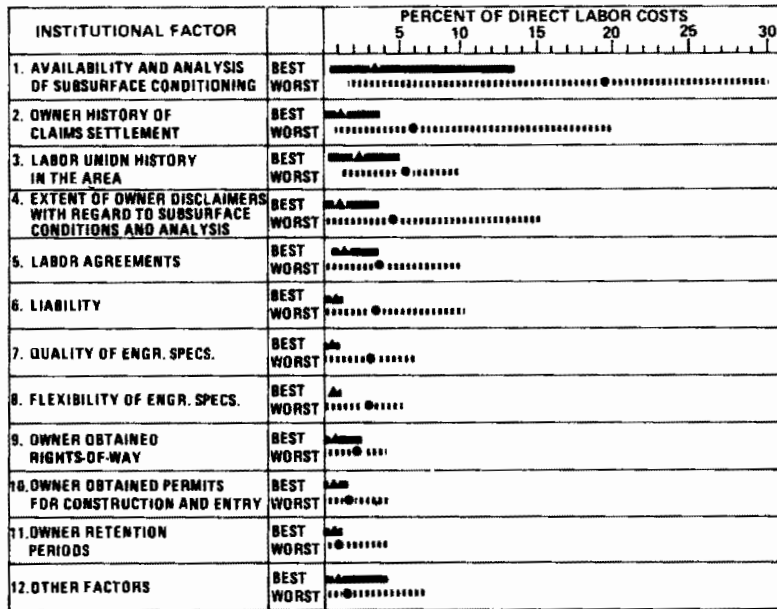 INSTITUTIONAL FACTOR
PERCENT OF DIRECT LABOR COSTS
5 10 15 20 25 30
1. AVAILABILITY AND ANALYSIS
OF SUBSURFACE CONDITIONING
BEST
WORST
2. OWNER HISTORY OF
CLAIMS SETTLEMENT
BEST
WORST
3. LABOR UNION HISTORY
IN THE AREA
BEST
WORST
4. EXTENT OF OWNER DISCLAIMERS
WITH REGARD TO SUBSURFACE
CONDITIONS AND ANALYSIS
BEST
WORST
5. LABOR AGREEMENTS
BEST
WORST
6. LIABILITY
BEST
WORST
7. QUALITY OF ENGR. SPECS.
BEST
WORST
8. FLEXIBILITY OF ENGR. SPECS.
BEST
WORST
9. OWNER OBTAINED
RIGHTS-OF-WAY
BEST
WORST
10. OWNER OBTAINED PERMITS
FOR CONSTRUCTION AND ENTRY
BEST
WORST
11. OWNER RETENTION
PERIODS
BEST
WORST
12. OTHER FACTORS
BEST
WORST